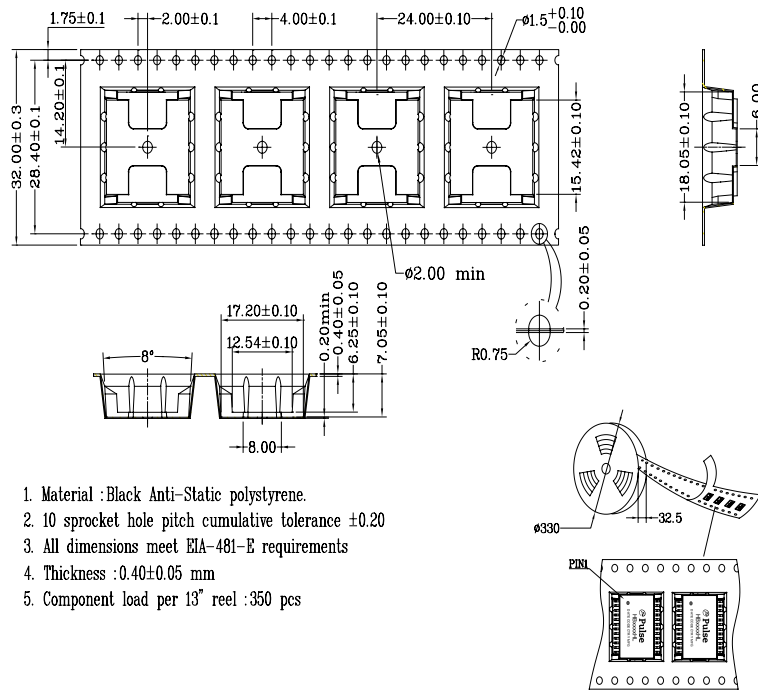 1.75±0.1
2.00±0.1
4.00±0.1
24.00±0.10
ø1.5+0.10
-0.00
32.00±0.3
28.40±0.1
14.20±0.1
15.42±0.10
18.05±0.10
6.00
ø2.00 min
0.20±0.05
R0.75
17.20±0.10
12.54±0.10
8°
0.20min
0.40±0.05
6.25±0.10
7.05±0.10
8.00
1. Material :Black Anti-Static polystyrene.
2. 10 sprocket hole pitch cumulative tolerance ±0.20
3. All dimensions meet EIA-481-E requirements
4. Thickness :0.40±0.05 mm
5. Component load per 13” reel :350 pcs
ø330
32.5
PIN1
Pulse
Pulse